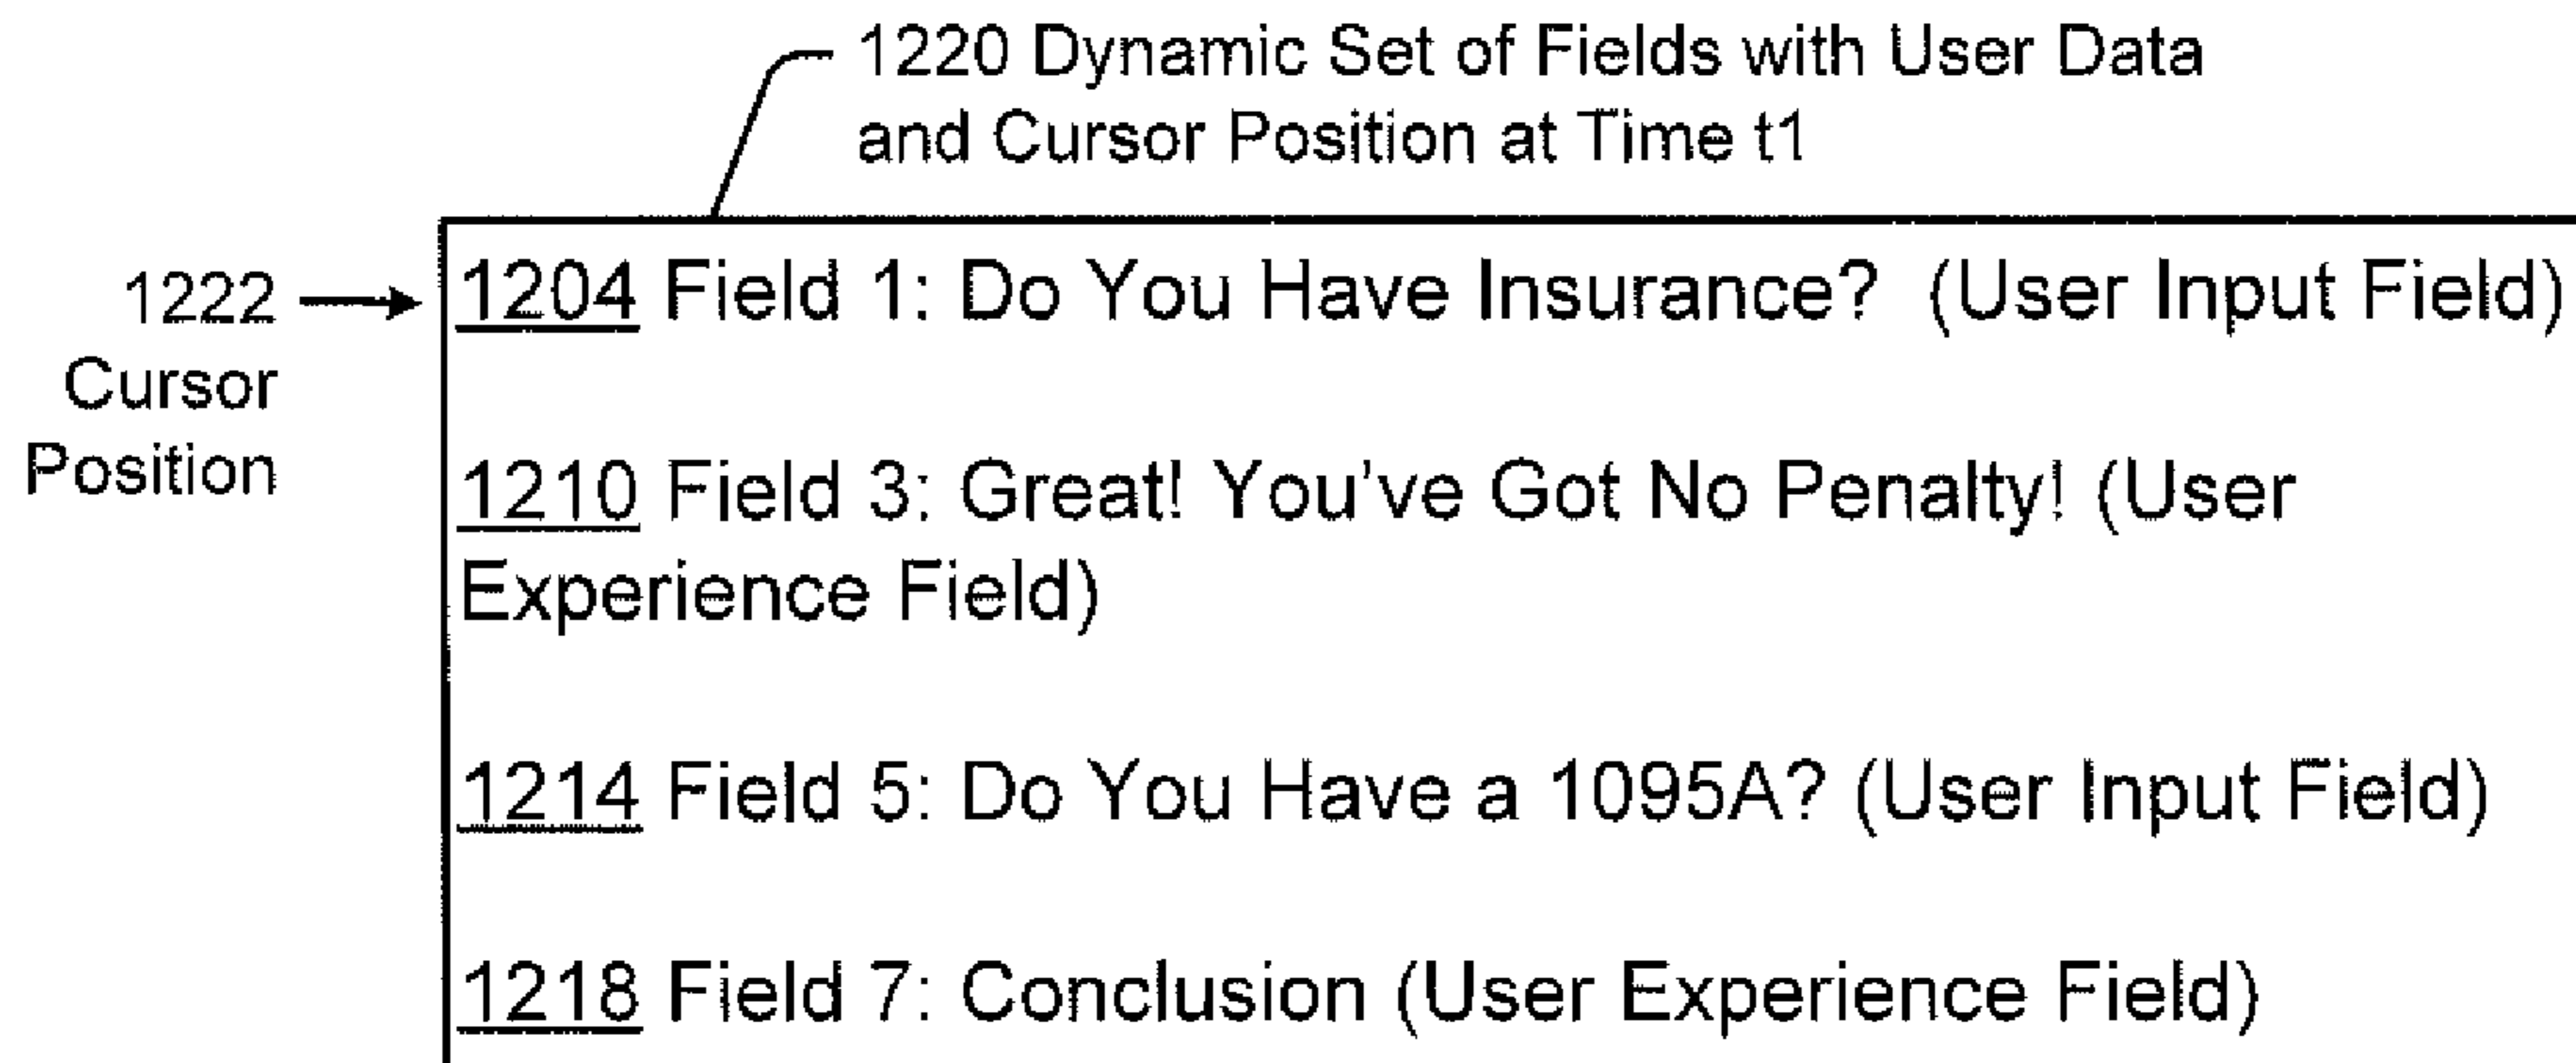 1220 Dynamic Set of Fields with User Data
and Cursor Position at Time t1
1222
Cursor
Position
1204 Field 1: Do You Have Insurance?  (User Input Field)
1210 Field 3: Great! You've Got No Penalty! (User
Experience Field)
1214 Field 5: Do You Have a 1095A? (User Input Field)
1218 Field 7: Conclusion (User Experience Field)